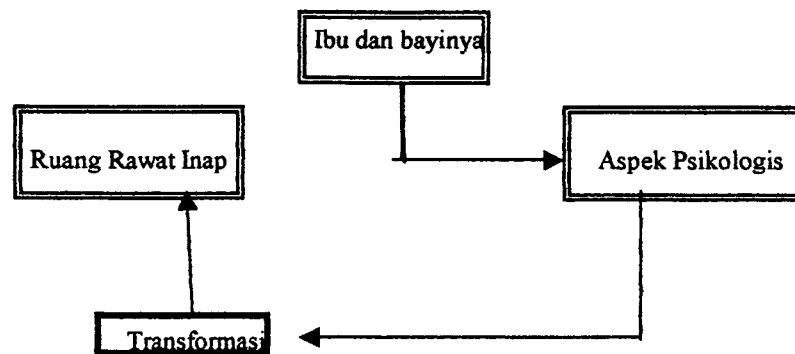 Ibu dan bayinya
Ruang Rawat Inap
Aspek Psikologis
Transformasi